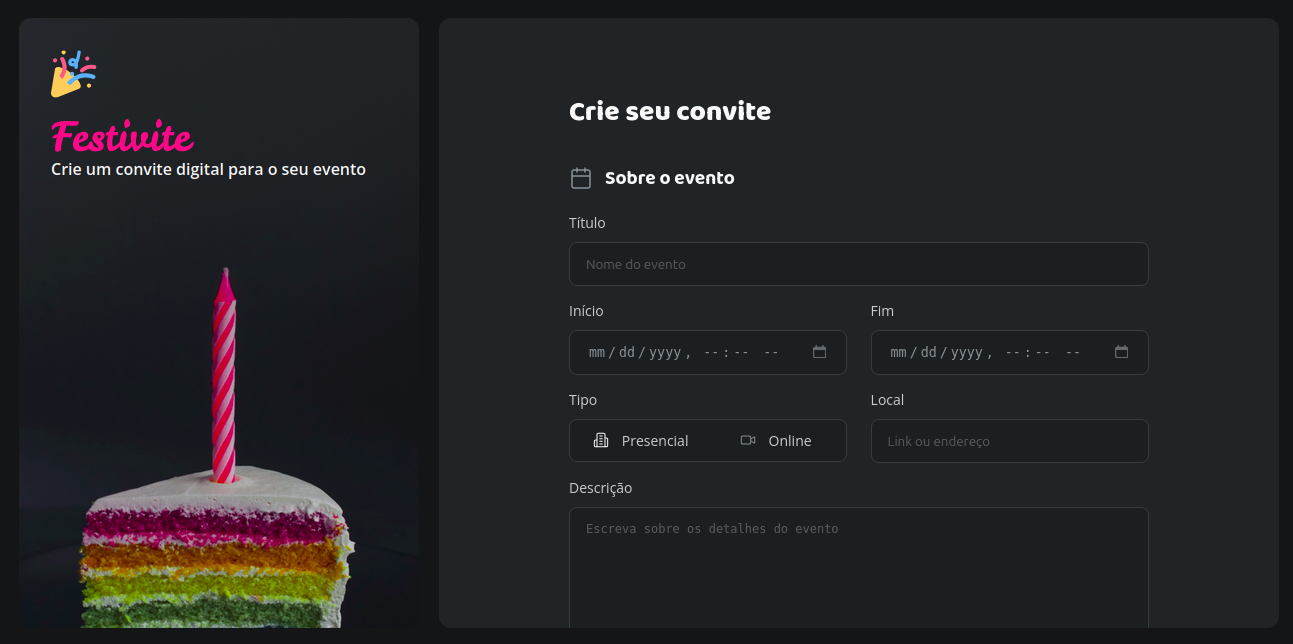 Festivite
Crie um convite digital para o seu evento
Crie seu convite
Sobre o evento
Título
Nome do evento
Início Fim
mm/dd/yyyy, --:-- -- mm/dd/yyyy, --:-- --
Tipo Local
Presencial Online Link ou endereço
Descrição
Escreva sobre os detalhes do evento